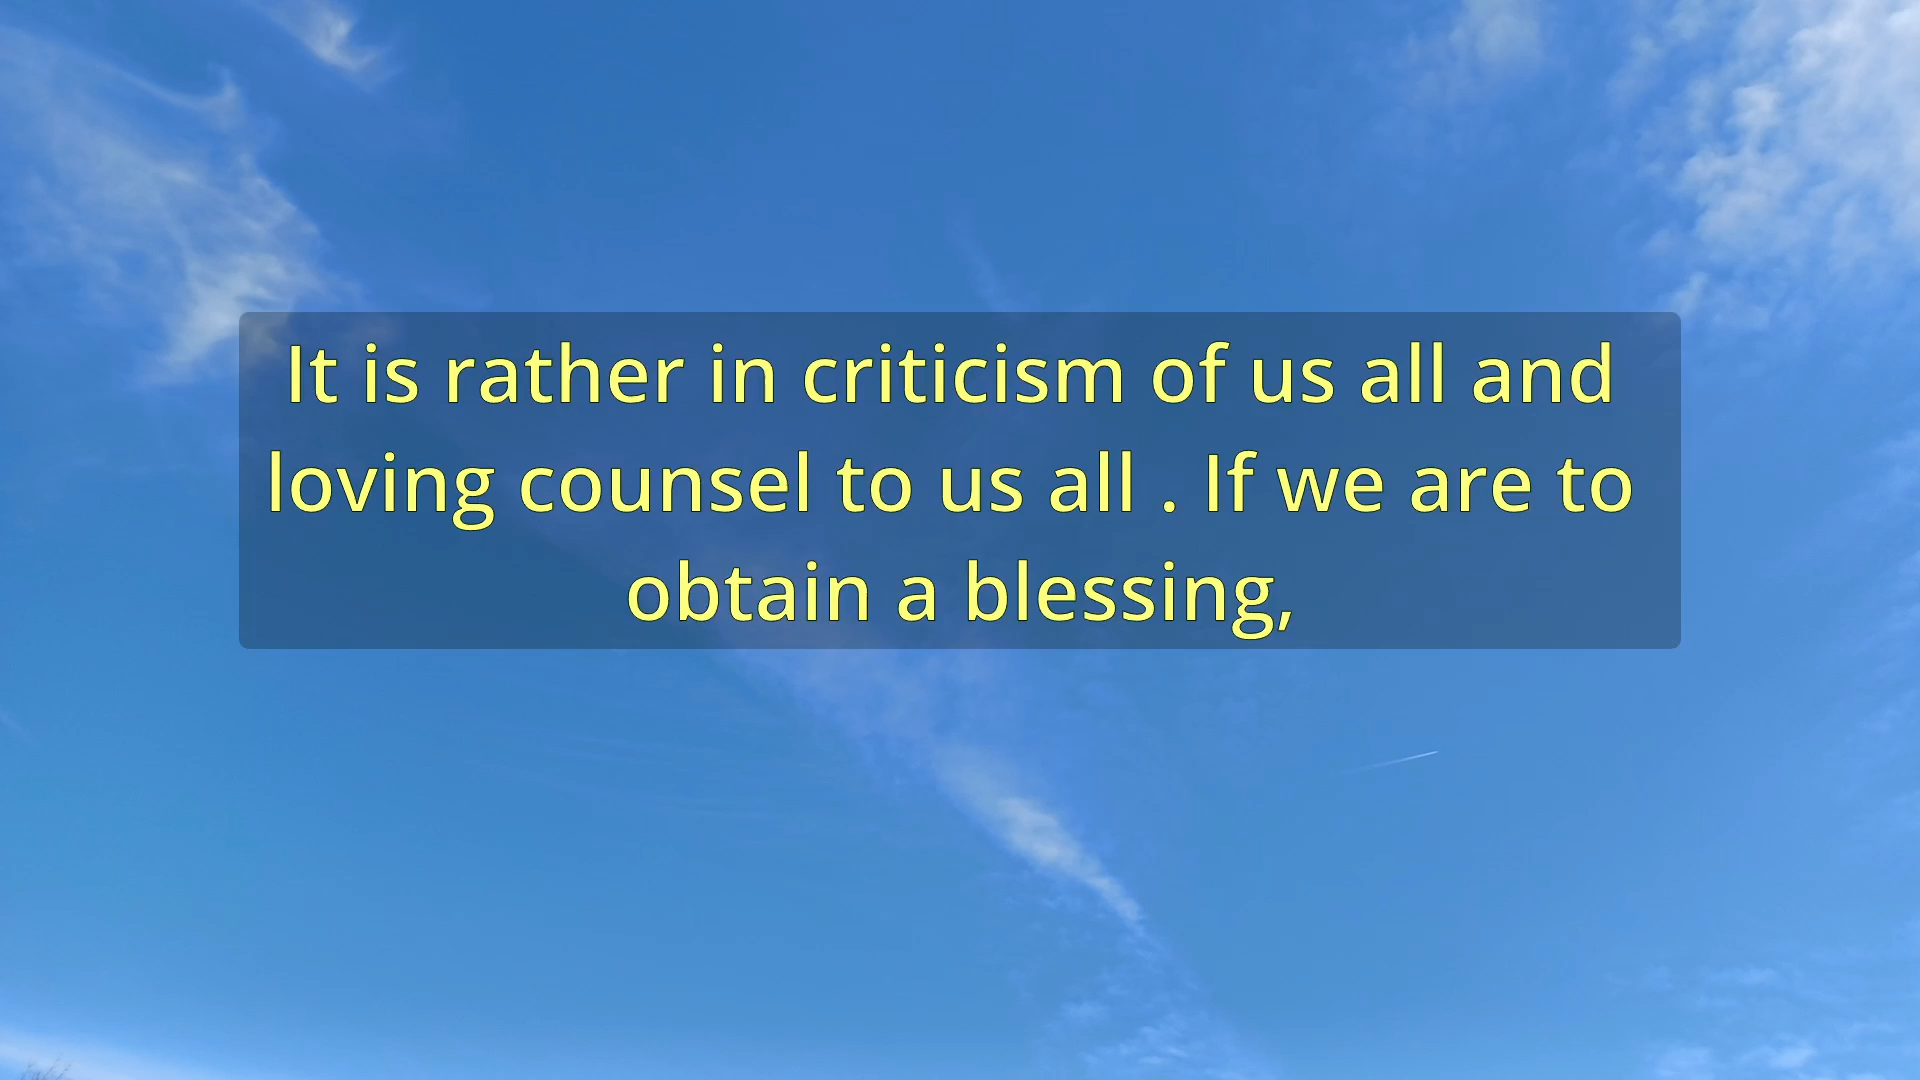 It is rather in criticism of us all and
loving counsel to us all . If we are to
obtain a blessing,